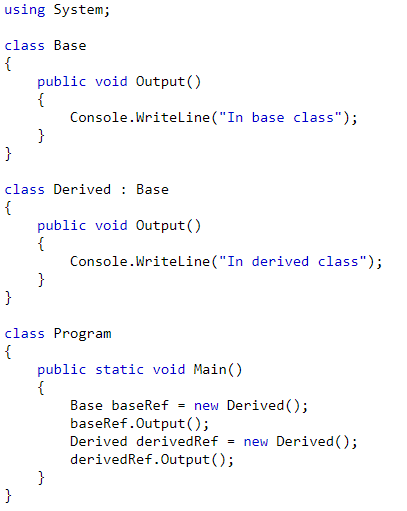 using System;

class Base
{
    public void Output()
    {
        Console.WriteLine("In base class");
    }
}

class Derived : Base
{
    public void Output()
    {
        Console.WriteLine("In derived class");
    }
}

class Program
{
    public static void Main()
    {
        Base baseRef = new Derived();
        baseRef.Output();
        Derived derivedRef = new Derived();
        derivedRef.Output();
    }
}